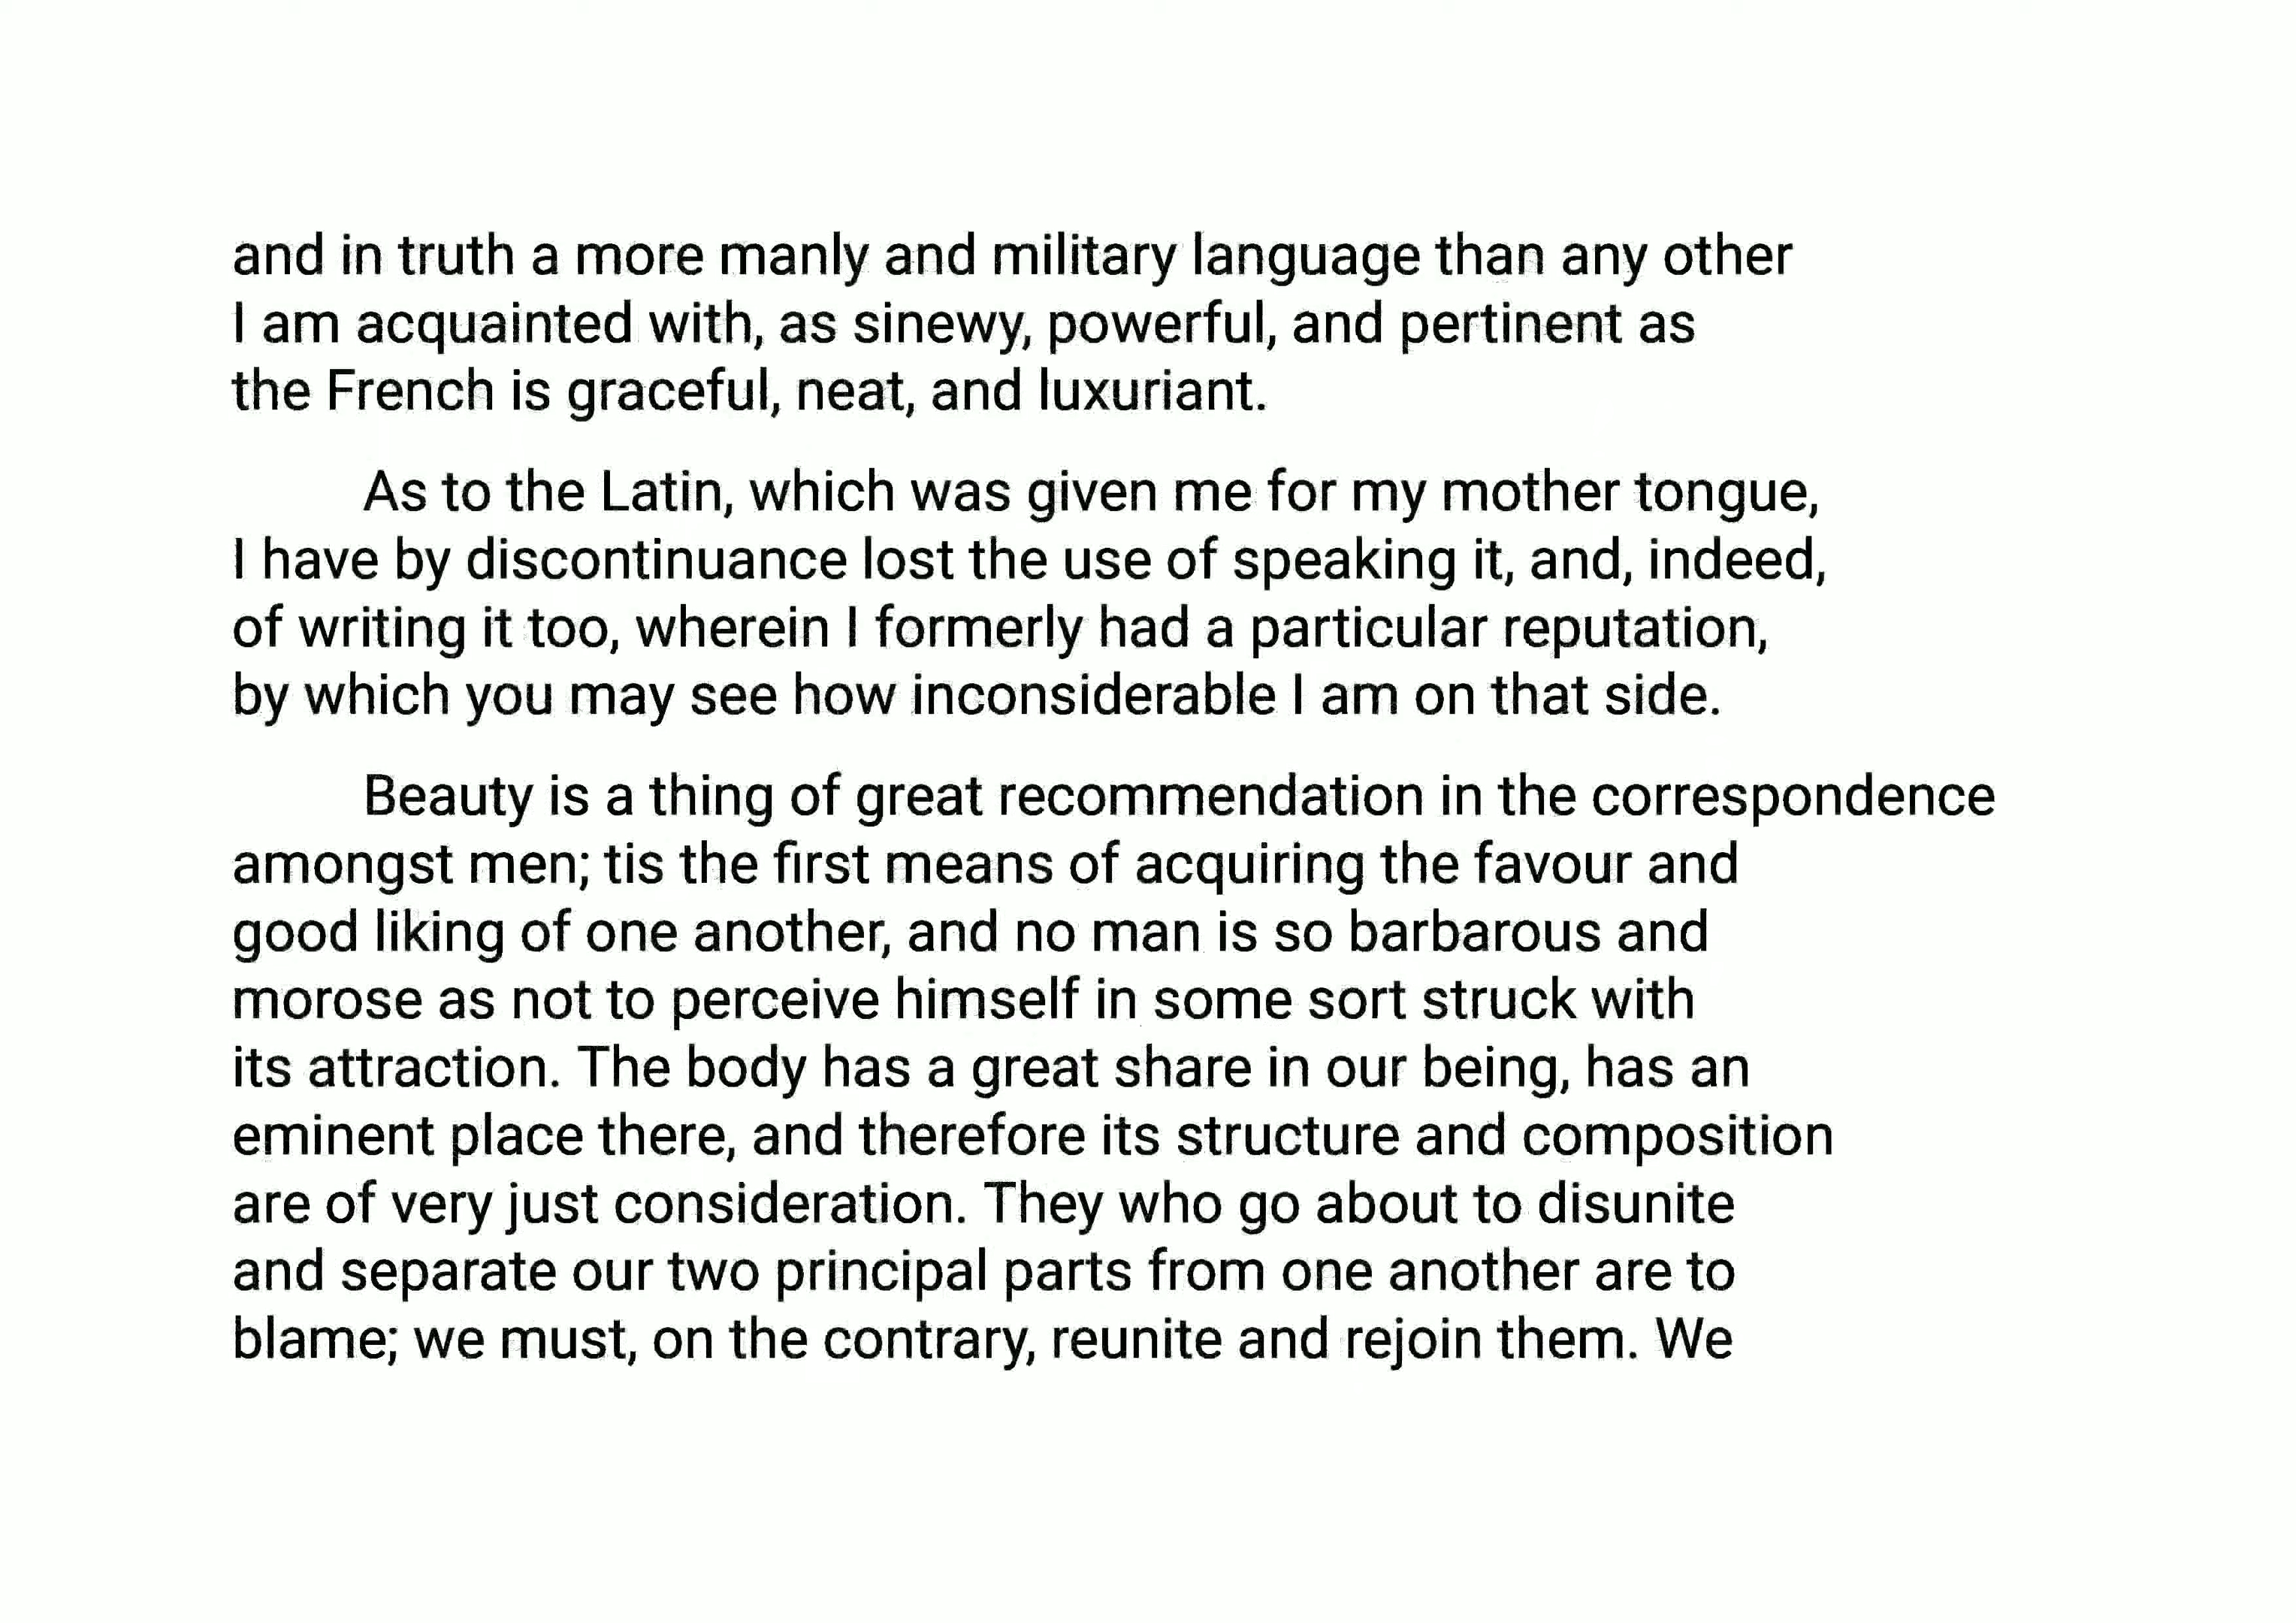 and in truth a more manly and military language than any other
I am acquainted with, as sinewy, powerful, and pertinent as
the French is graceful, neat, and luxuriant.
As to the Latin, which was given me for my mother tongue,
I have by discontinuance lost the use of speaking it, and, indeed,
of writing it too, wherein I formerly had a particular reputation,
by which you may see how inconsiderable I am on that side.
Beauty is a thing of great recommendation in the correspondence
amongst men; tis the first means of acquiring the favour and
good liking of one another, and no man is so barbarous and
morose as not to perceive himself in some sort struck with
its attraction. The body has a great share in our being, has an
eminent place there, and therefore its structure and composition
are of very just consideration. They who go about to disunite
and separate our two principal parts from one another are to
blame; we must, on the contrary, reunite and rejoin them. We